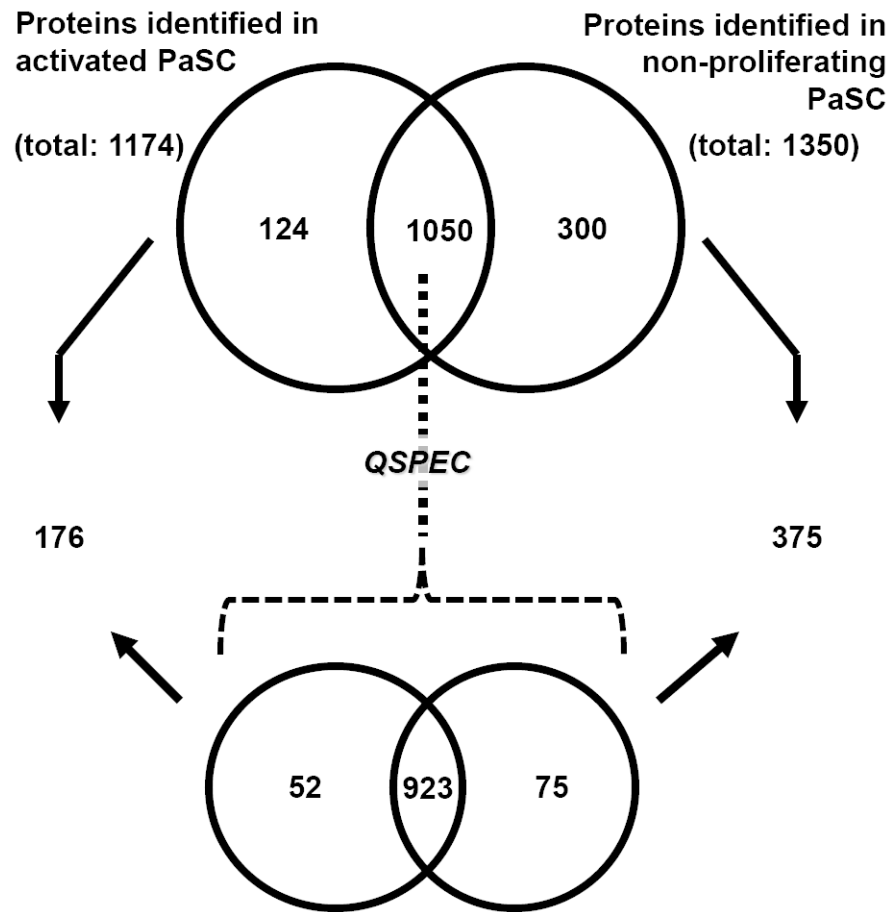 Proteins identified in
activated PaSC
(total: 1174)
Proteins identified in
non-proliferating
PaSC
(total: 1350)
124
1050
300
QSPEC
176
375
52
923
75